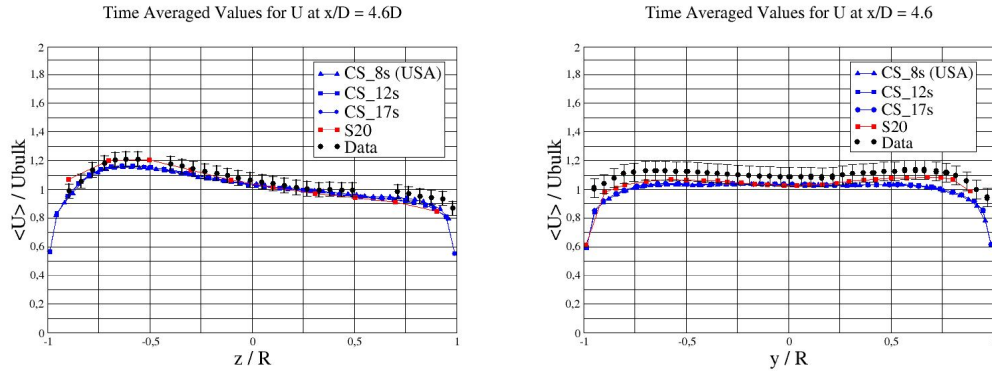 Time Averaged Values for U at x/D = 4.6D
2
1,8
1,6
1,4
1,2
1
0,8
0,6
0,4
0,2
0
<U> / Ubulk
CS_8s (USA)
CS_12s
CS_17s
S20
Data
-1
-0,5
0
0,5
1
z / R
Time Averaged Values for U at x/D = 4.6
2
1,8
1,6
1,4
1,2
1
0,8
0,6
0,4
0,2
0
<U> / Ubulk
CS_8s (USA)
CS_12s
CS_17s
S20
Data
-1
-0,5
0
0,5
1
y / R